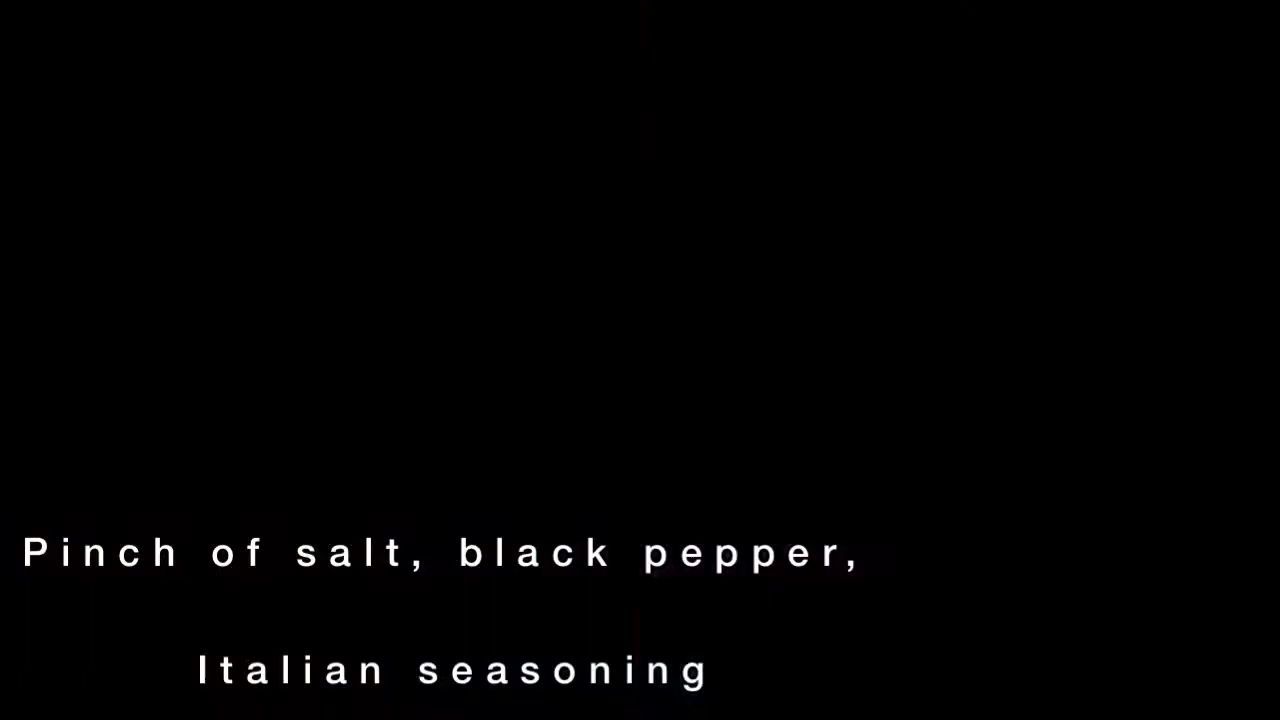 Pinch of salt, black pepper,
Italian seasoning